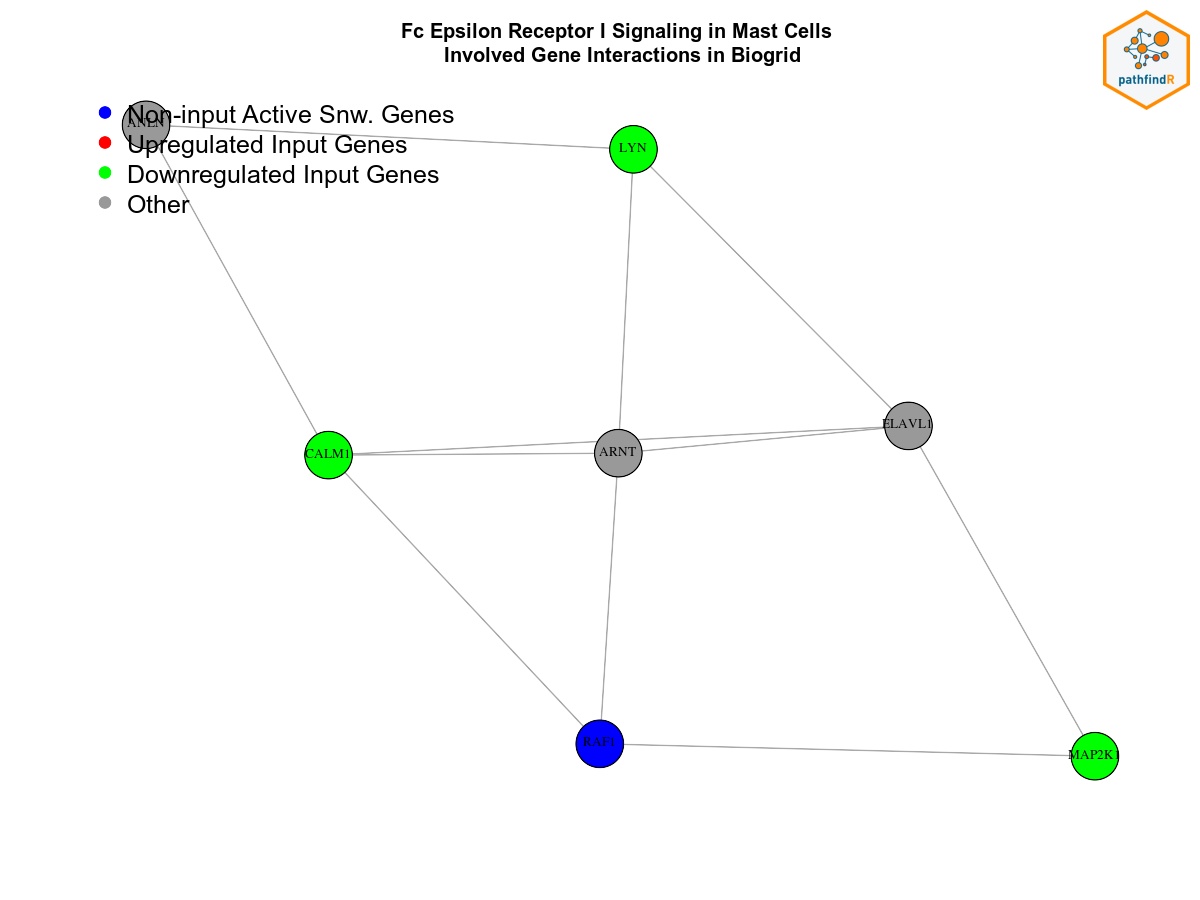 Fc Epsilon Receptor I Signaling in Mast Cells
Involved Gene Interactions in Biogrid
pathfindR
Non-input Active Snw. Genes
ANLN
Upregulated Input Genes
LYN
Downregulated Input Genes
Other
ELAVL1
CALM1
ARNT
RAF1
MAP2K1